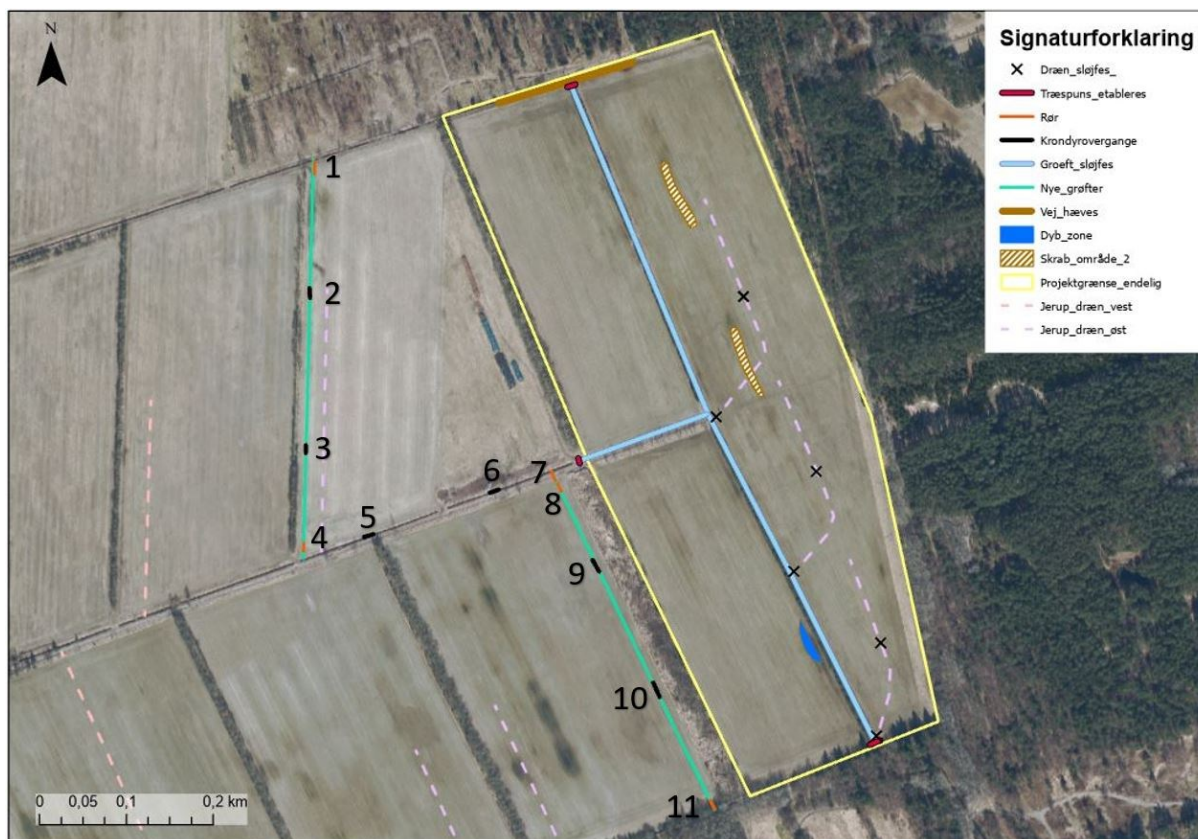 N
Signaturforklaring
Dræn_sløjfes_
Træspuns_etableres
Rør
Krondyrovergange
Groeft_sløjfes
Nye_grøfter
Vej_hæves
Dyb_zone
Skrab_område_2
Projektgrænse_endelig
Jerup_dræn_vest
Jerup_dræn_øst
1
2
3
4
5
6
7
8
9
10
11
0 0,05 0,1 0,2 km